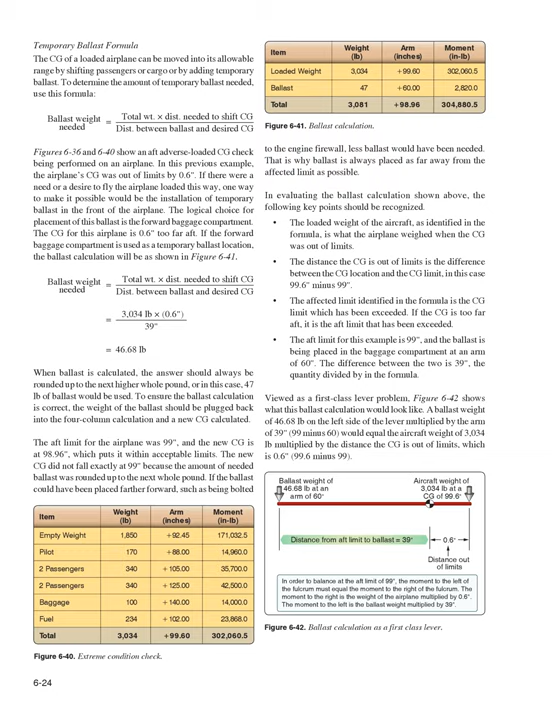 Temporary Ballast Formula
The CG of a loaded airplane can be moved into its allowable
range by shifting passengers or cargo or by adding temporary
ballast. To determine the amount of temporary ballast needed,
use this formula:
Ballast weight needed = Total wt. × dist. needed to shift CG
Dist. between ballast and desired CG
Figures 6-36 and 6-40 show an aft adverse-loaded CG check
being performed on an airplane. In this previous example,
the airplane's CG was out of limits by 0.6". If there were a
need or a desire to fly the airplane loaded this way, one way
to make it possible would be the installation of temporary
ballast in the front of the airplane. The logical choice for
placement of this ballast is the forward baggage compartment.
The CG for this airplane is 0.6" too far aft. If the forward
baggage compartment is used as a temporary ballast location,
the ballast calculation will be as shown in Figure 6-41.
Ballast weight needed = Total wt. × dist. needed to shift CG
Dist. between ballast and desired CG
= 3,034 lb × (0.6")
39"
= 46.68 lb
When ballast is calculated, the answer should always be
rounded up to the next higher whole pound, or in this case, 47
lb of ballast would be used. To ensure the ballast calculation
is correct, the weight of the ballast should be plugged back
into the four-column calculation and a new CG calculated.
The aft limit for the airplane was 99", and the new CG is
at 98.96", which puts it within acceptable limits. The new
CG did not fall exactly at 99" because the amount of needed
ballast was rounded up to the next whole pound. If the ballast
could have been placed farther forward, such as being bolted
Item Weight (lb) Arm (inches) Moment (in-lb)
Empty Weight 1,850 +92.45 171,032.5
Pilot 170 +88.00 14,960.0
2 Passengers 340 +105.00 35,700.0
2 Passengers 340 +125.00 42,500.0
Baggage 100 +140.00 14,000.0
Fuel 234 +102.00 23,868.0
Total 3,034 +99.60 302,060.5
Figure 6-40. Extreme condition check.
Item Weight (lb) Arm (inches) Moment (in-lb)
Loaded Weight 3,034 +99.60 302,060.5
Ballast 47 +60.00 2,820.0
Total 3,081 +98.96 304,880.5
Figure 6-41. Ballast calculation.
to the engine firewall, less ballast would have been needed.
That is why ballast is always placed as far away from the
affected limit as possible.
In evaluating the ballast calculation shown above, the
following key points should be recognized.
• The loaded weight of the aircraft, as identified in the
formula, is what the airplane weighed when the CG
was out of limits.
• The distance the CG is out of limits is the difference
between the CG location and the CG limit, in this case
99.6" minus 99".
• The affected limit identified in the formula is the CG
limit which has been exceeded. If the CG is too far
aft, it is the aft limit that has been exceeded.
• The aft limit for this example is 99", and the ballast is
being placed in the baggage compartment at an arm
of 60". The difference between the two is 39", the
quantity divided by in the formula.
Viewed as a first-class lever problem, Figure 6-42 shows
what this ballast calculation would look like. A ballast weight
of 46.68 lb on the left side of the lever multiplied by the arm
of 39" (99 minus 60) would equal the aircraft weight of 3,034
lb multiplied by the distance the CG is out of limits, which
is 0.6" (99.6 minus 99).
Ballast weight of
46.68 lb at an
arm of 60"
Aircraft weight of
3,034 lb at a
CG of 99.6"
Distance from aft limit to ballast = 39"
0.6"
Distance out
of limits
In order to balance at the aft limit of 99", the moment to the left of
the fulcrum must equal the moment to the right of the fulcrum. The
moment to the right is the weight of the airplane multiplied by 0.6".
The moment to the left is the ballast weight multiplied by 39".
Figure 6-42. Ballast calculation as a first class lever.
6-24